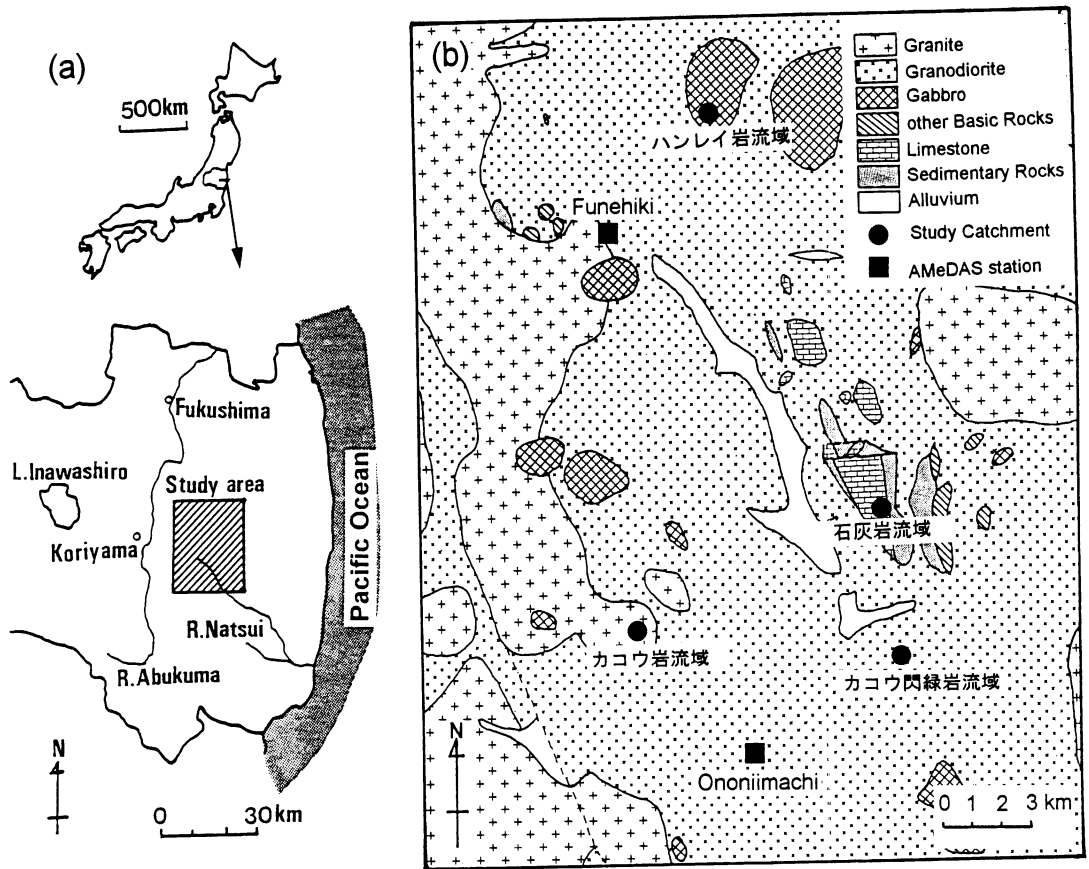 (a)
500km
Fukushima
L.Inawashiro
Study area
Koriyama
R.Natsui
R.Abukuma
Pacific Ocean
N
0 30km
(b)
Granite
Granodiorite
Gabbro
other Basic Rocks
Limestone
Sedimentary Rocks
Alluvium
Study Catchment
AMeDAS station
ハンレイ岩流域
Funehiki
石灰岩流域
カコウ岩流域
カコウ閃緑岩流域
N
Ononiimachi
0 1 2 3 km